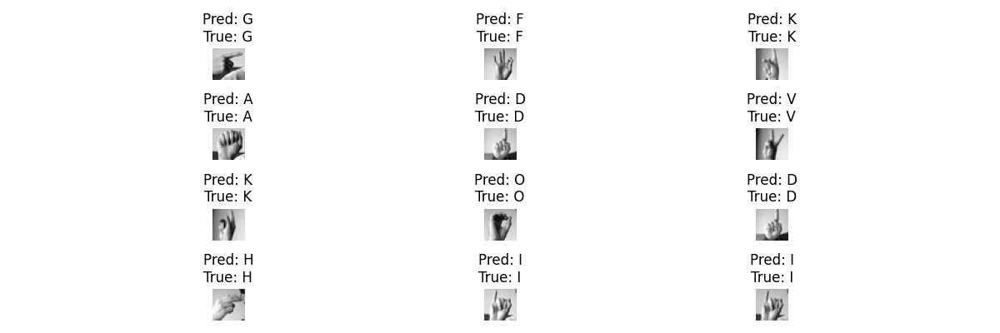 Pred: G
True: G
Pred: F
True: F
Pred: K
True: K
Pred: A
True: A
Pred: D
True: D
Pred: V
True: V
Pred: K
True: K
Pred: O
True: O
Pred: D
True: D
Pred: H
True: H
Pred: I
True: I
Pred: I
True: I